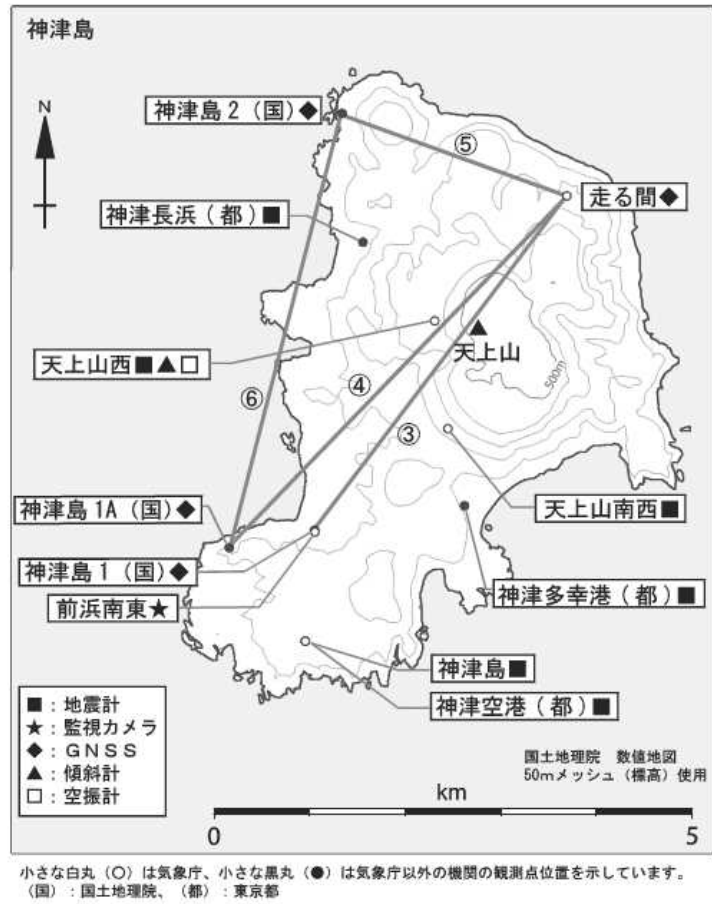 神津島
N
神津島2（国）◆
⑤
走る間◆
神津長浜（都）■
天上山
天上山西■▲□
500m
⑥
④
③
神津島1A（国）◆
天上山南西■
神津島1（国）◆
前浜南東★
神津多幸港（都）■
神津島■
神津空港（都）■
■：地震計
★：監視カメラ
◆：ＧＮＳＳ
▲：傾斜計
□：空振計
国土地理院　数値地図
50mメッシュ（標高）使用
km
0
5
小さな白丸（○）は気象庁、小さな黒丸（●）は気象庁以外の機関の観測点位置を示しています。
（国）：国土地理院、（都）：東京都